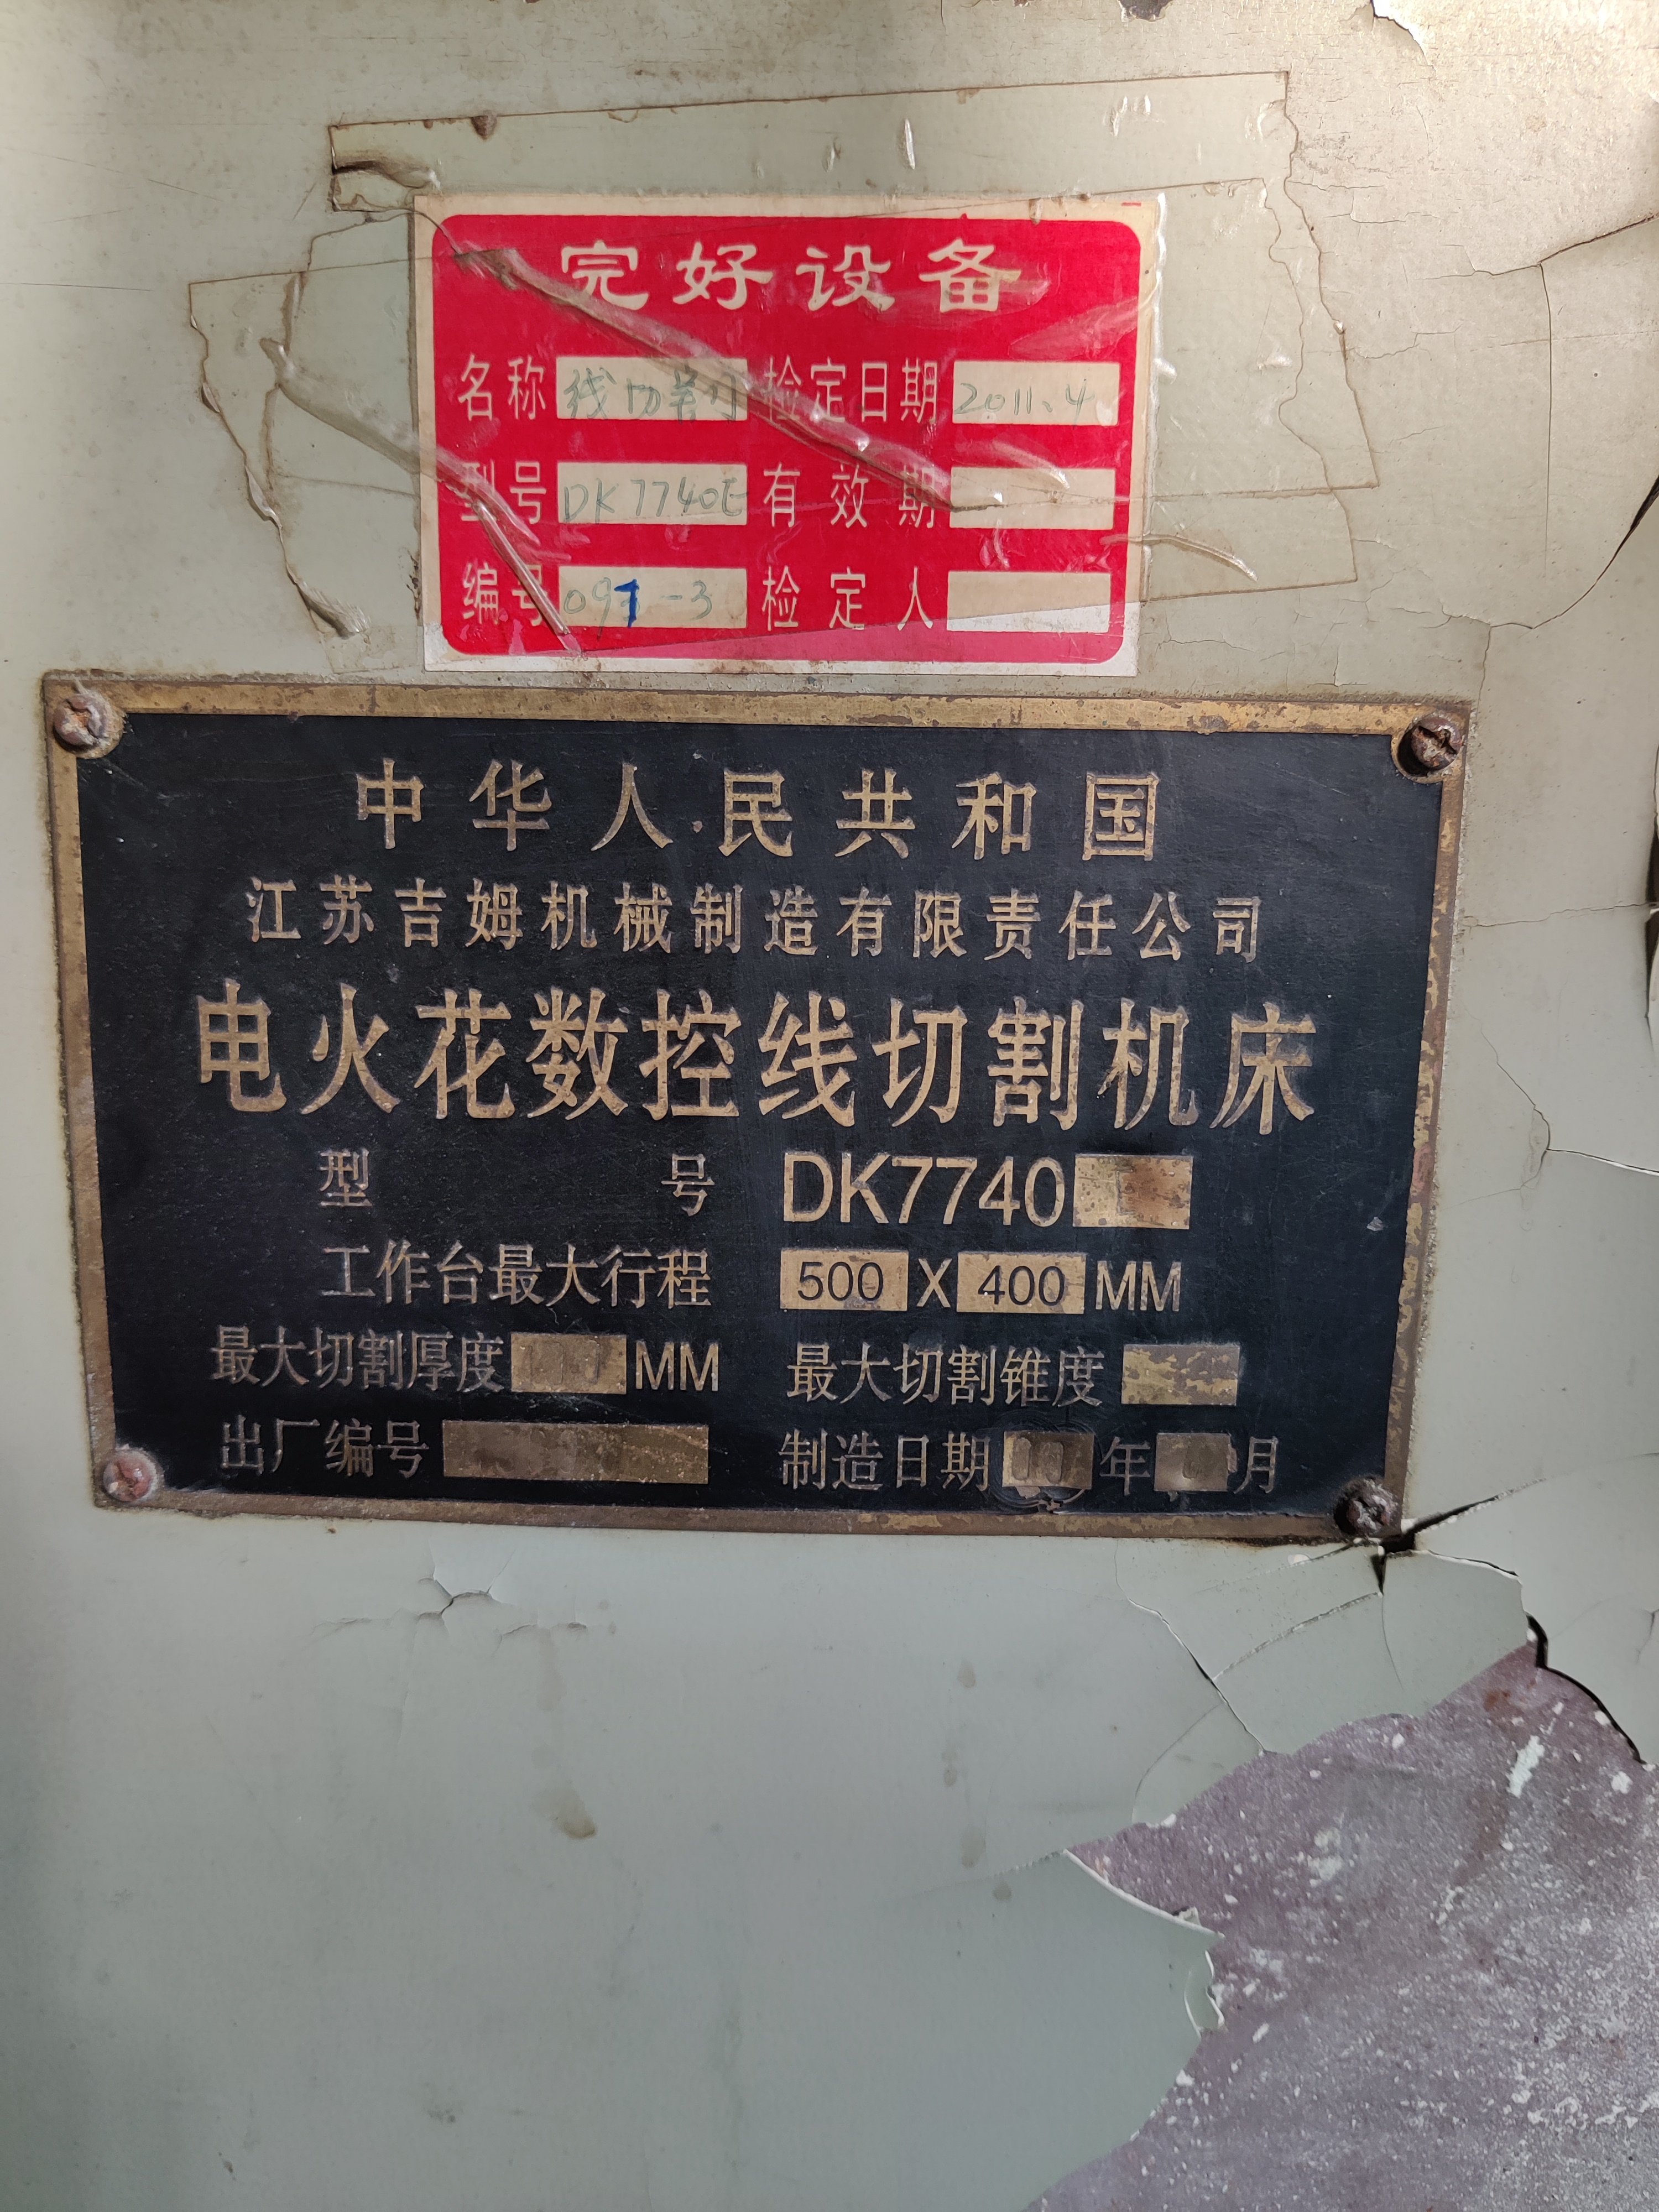 完好设备
名称 线切割 检定日期 2011.4
型号 DK7740E 有效期
编号 091-3 检定人
中华人民共和国
江苏吉姆机械制造有限责任公司
电火花数控线切割机床
型号 DK7740
工作台最大行程 500 X 400 MM
最大切割厚度 MM 最大切割锥度
出厂编号 制造日期 年 月